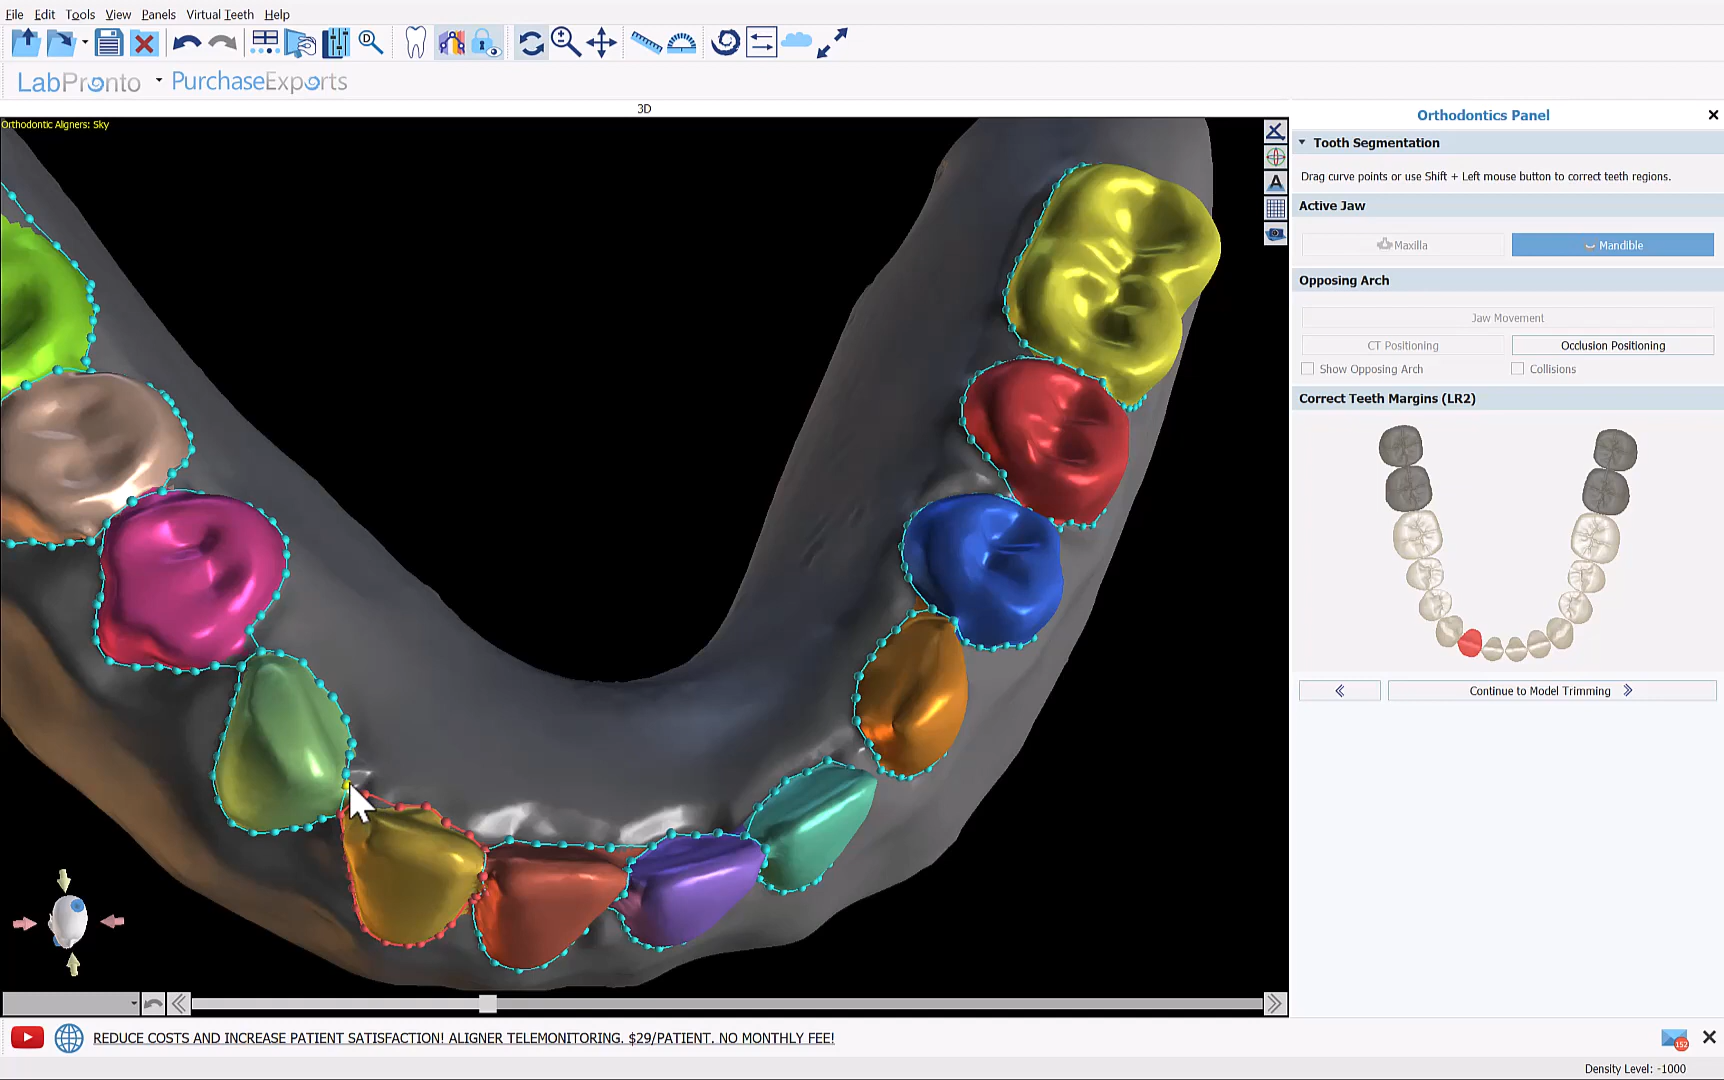 File Edit Tools View Panels Virtual Teeth Help
LabPronto PurchaseExports
3D
Orthodontic Aligners: Sky
Orthodontics Panel
Tooth Segmentation
Drag curve points or use Shift + Left mouse button to correct teeth regions.
Active Jaw
Maxilla Mandible
Opposing Arch
Jaw Movement
CT Positioning Occlusion Positioning
Show Opposing Arch Collisions
Correct Teeth Margins (LR2)
Continue to Model Trimming
REDUCE COSTS AND INCREASE PATIENT SATISFACTION! ALIGNER TELEMONITORING. $29/PATIENT. NO MONTHLY FEE!
152
Density Level: -1000